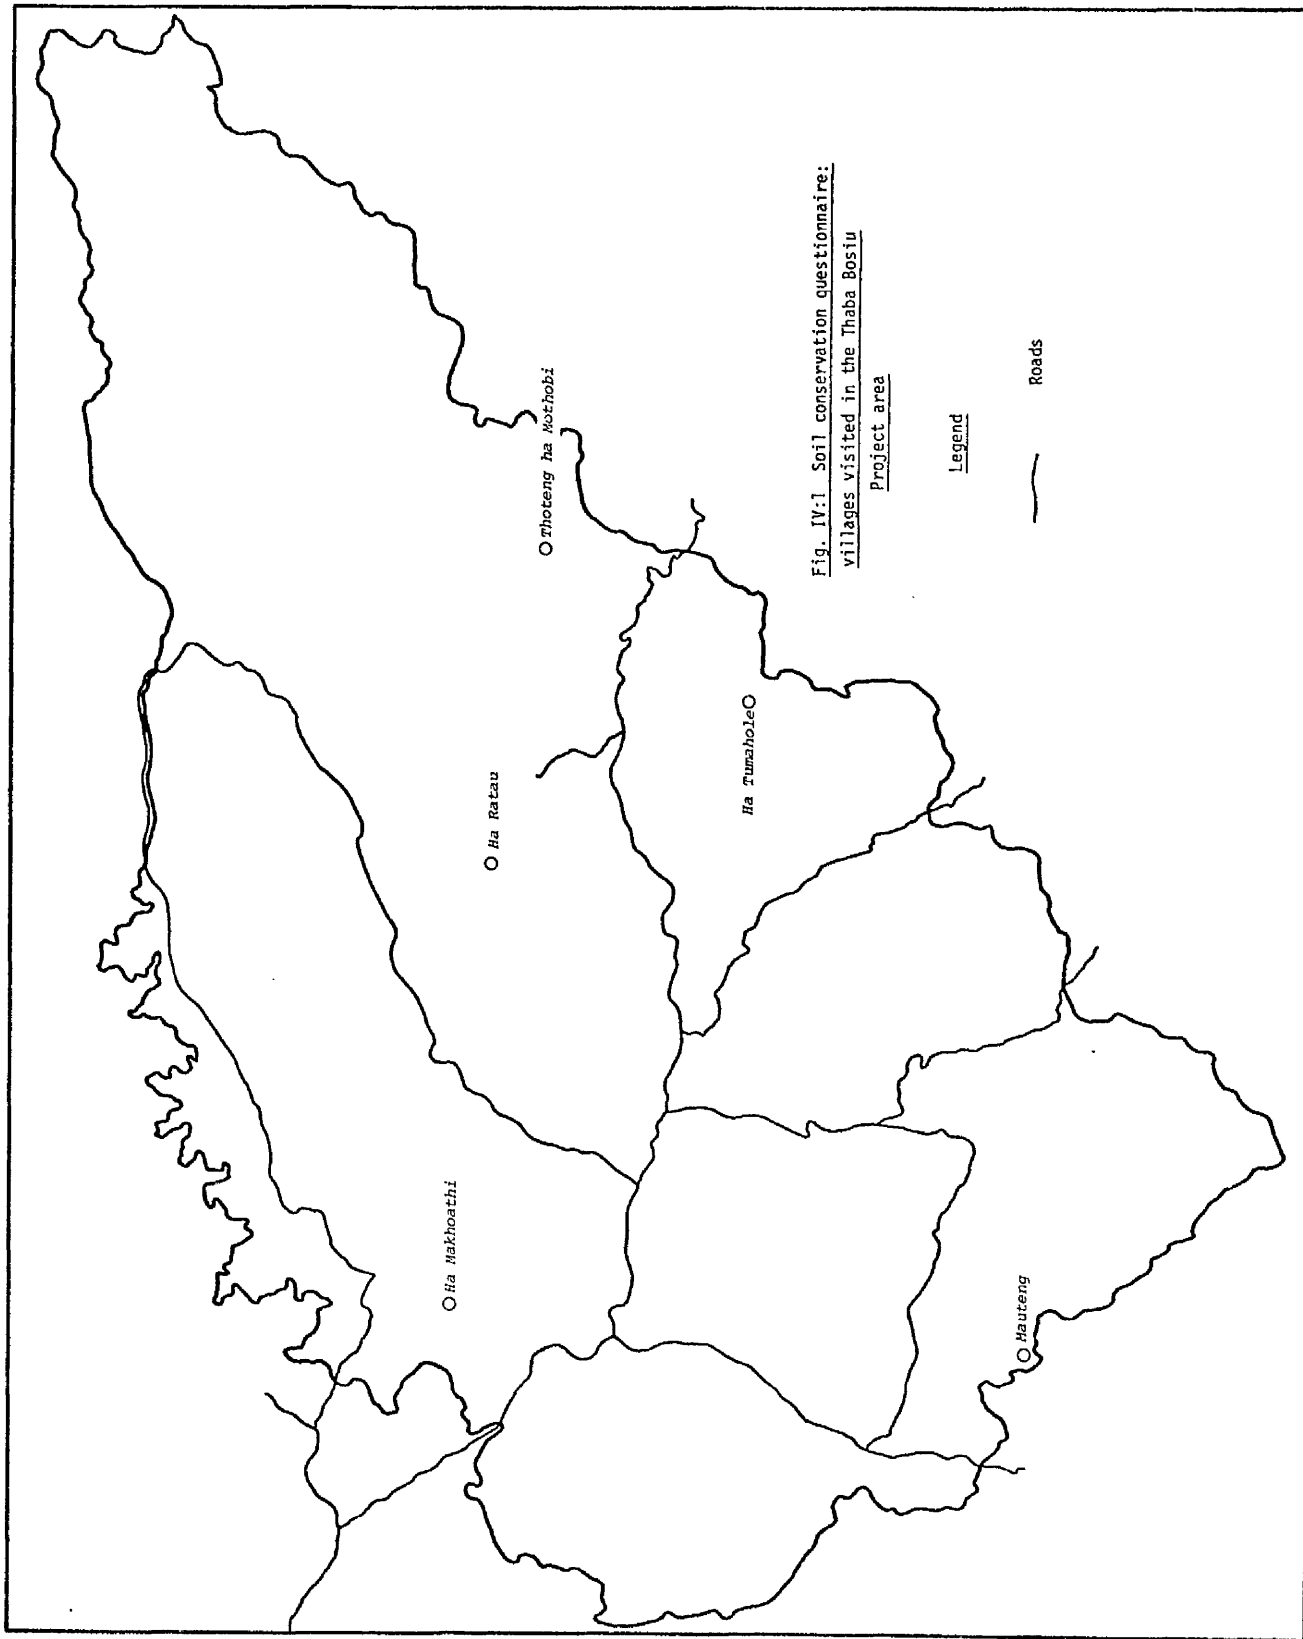 Thoteng ha Mothobi
Ha Ratau
Ha Tumahole
Ha Makhoathi
Hauteng
Fig. IV:1 Soil conservation questionnaire:
villages visited in the Thaba Bosiu
Project area
Legend
Roads